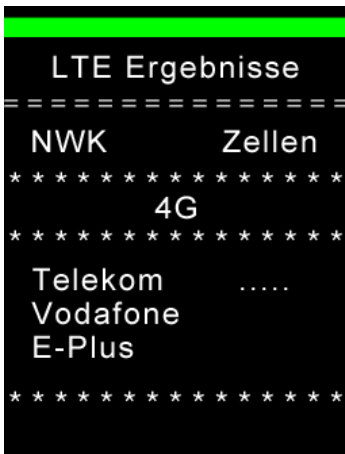 LTE Ergebnisse
= = = = = = = = = = = = = = =
NWK Zellen
* * * * * * * * * * * * * * *
4G
* * * * * * * * * * * * * * *
Telekom .....
Vodafone
E-Plus
* * * * * * * * * * * * * * *